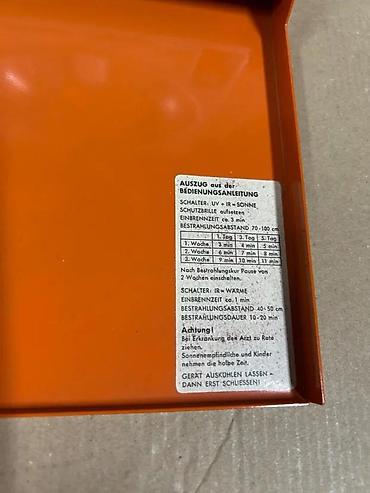 AUSZUG aus der
BEDIENUNGSANLEITUNG
SCHALTER: UV + IR = SONNE
SCHUTZBRILLE aufsetzen
EINBRENNZEIT ca. 3 min
BESTRAHLUNGSABSTAND 70-100 cm
1. Tag 3. Tag 5. Tag
1. Woche 3 min 4 min 5 min
2. Woche 6 min 7 min 8 min
3. Woche 9 min 10 min 11 min
Nach Bestrahlungskur Pause von
2 Wochen einschalten.
SCHALTER: IR = WÄRME
EINBRENNZEIT ca. 1 min
BESTRAHLUNGSABSTAND 40-50 cm
BESTRAHLUNGSDAUER 10-20 min
Achtung!
Bei Erkrankung den Arzt zu Rate
ziehen.
Sonnenempfindliche und Kinder
nehmen die halbe Zeit.
GERÄT AUSKÜHLEN LASSEN –
DANN ERST SCHLIESSEN!